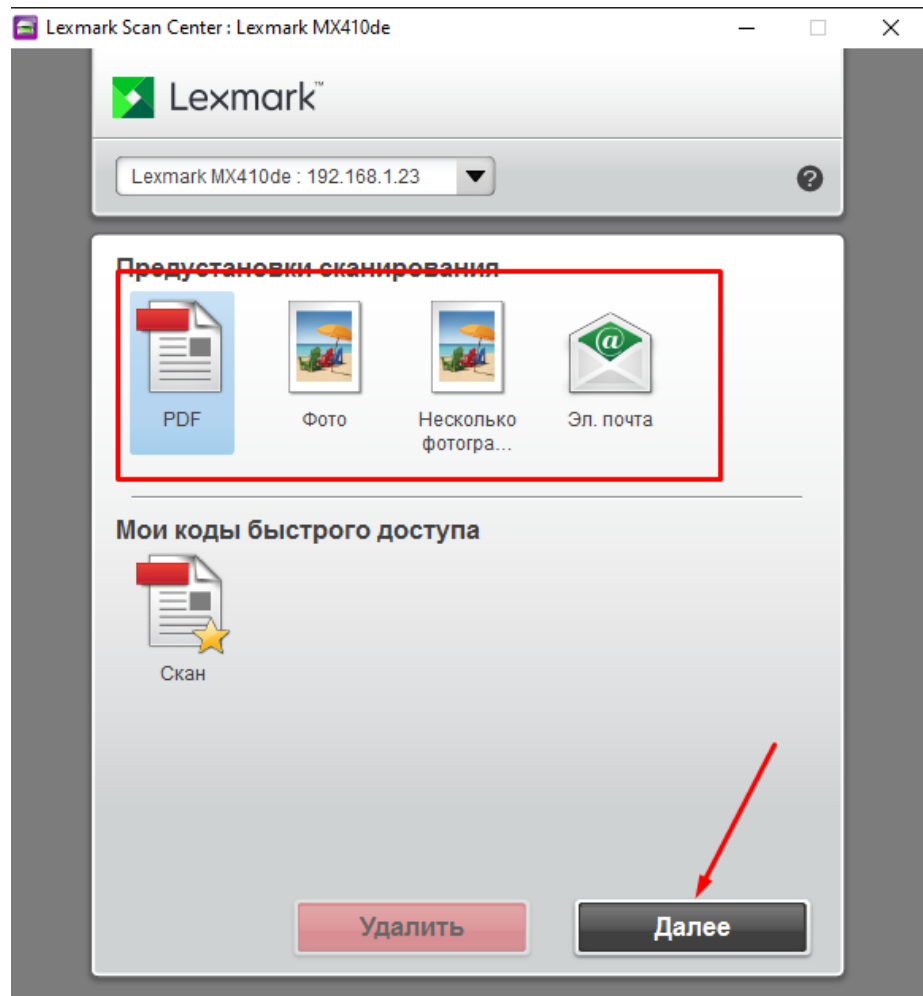 Lexmark Scan Center : Lexmark MX410de
Lexmark™
Lexmark MX410de : 192.168.1.23
?
Предустановки сканирования
PDF
Фото
Несколько
фотогра...
@
Эл. почта
Мои коды быстрого доступа
Скан
Удалить
Далее